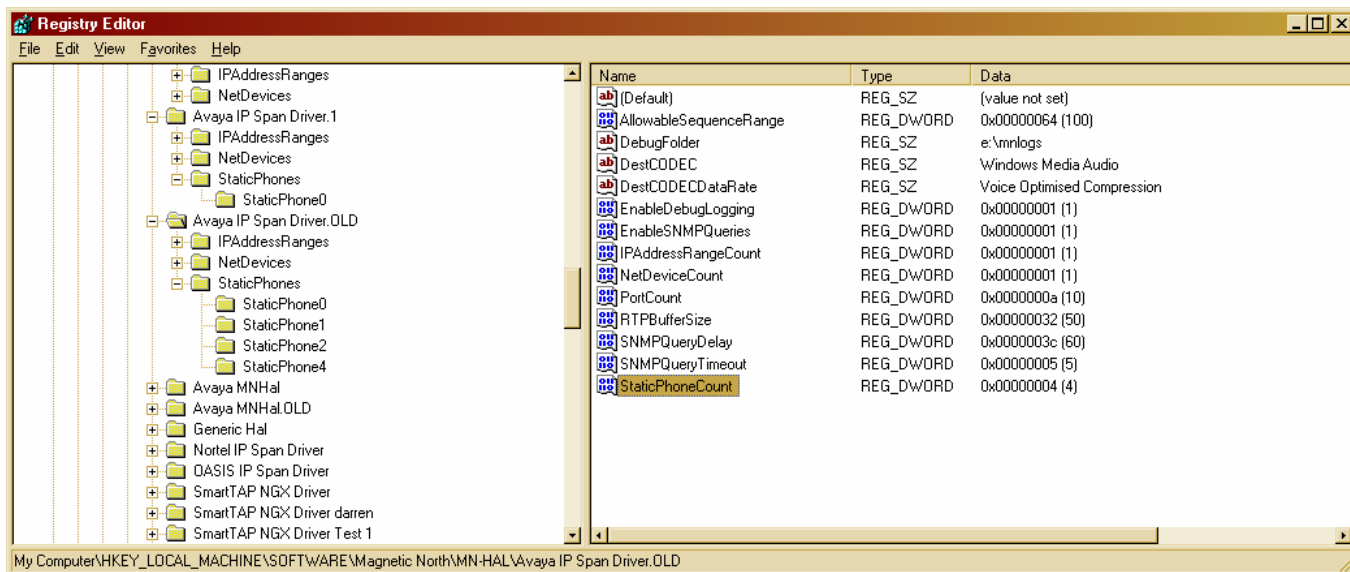 Registry Editor
File Edit View Favorites Help
IPAddressRanges
NetDevices
Avaya IP Span Driver.1
IPAddressRanges
NetDevices
StaticPhones
StaticPhone0
Avaya IP Span Driver.OLD
IPAddressRanges
NetDevices
StaticPhones
StaticPhone0
StaticPhone1
StaticPhone2
StaticPhone4
Avaya MNHal
Avaya MNHal.OLD
Generic Hal
Nortel IP Span Driver
OASIS IP Span Driver
SmartTAP NGX Driver
SmartTAP NGX Driver darren
SmartTAP NGX Driver Test 1
Name Type Data
(Default) REG_SZ (value not set)
AllowableSequenceRange REG_DWORD 0x00000064 (100)
DebugFolder REG_SZ e:\mnlogs
DestCODEC REG_SZ Windows Media Audio
DestCODECDataRate REG_SZ Voice Optimised Compression
EnableDebugLogging REG_DWORD 0x00000001 (1)
EnableSNMPQueries REG_DWORD 0x00000001 (1)
IPAddressRangeCount REG_DWORD 0x00000001 (1)
NetDeviceCount REG_DWORD 0x00000001 (1)
PortCount REG_DWORD 0x0000000a (10)
RTPBufferSize REG_DWORD 0x00000032 (50)
SNMPQueryDelay REG_DWORD 0x0000003c (60)
SNMPQueryTimeout REG_DWORD 0x00000005 (5)
StaticPhoneCount REG_DWORD 0x00000004 (4)
My Computer\HKEY_LOCAL_MACHINE\SOFTWARE\Magnetic North\MN-HAL\Avaya IP Span Driver.OLD